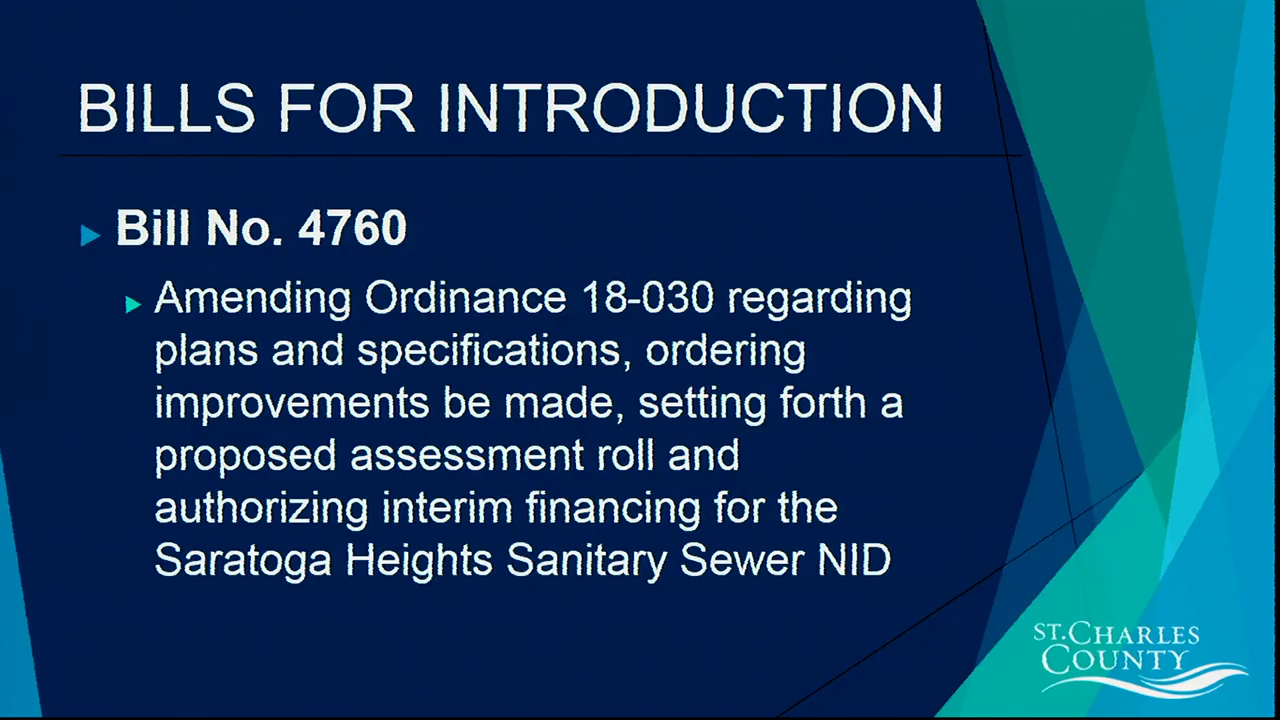 BILLS FOR INTRODUCTION
Bill No. 4760
Amending Ordinance 18-030 regarding
plans and specifications, ordering
improvements be made, setting forth a
proposed assessment roll and
authorizing interim financing for the
Saratoga Heights Sanitary Sewer NID
ST. CHARLES
COUNTY